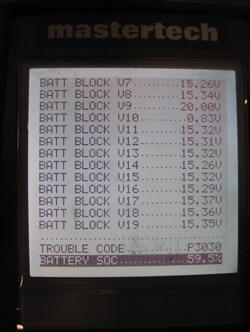 mastertech
BATT BLOCK V7.........15.26V
BATT BLOCK V8.........15.34V
BATT BLOCK V9.........20.00V
BATT BLOCK V10.........0.83V
BATT BLOCK V11........15.32V
BATT BLOCK V12........15.31V
BATT BLOCK V13........15.32V
BATT BLOCK V14........15.26V
BATT BLOCK V15........15.32V
BATT BLOCK V16........15.29V
BATT BLOCK V17........15.37V
BATT BLOCK V18........15.36V
BATT BLOCK V19........15.35V
............................
TROUBLE CODE...........P3030
BATTERY SOC............59.5%